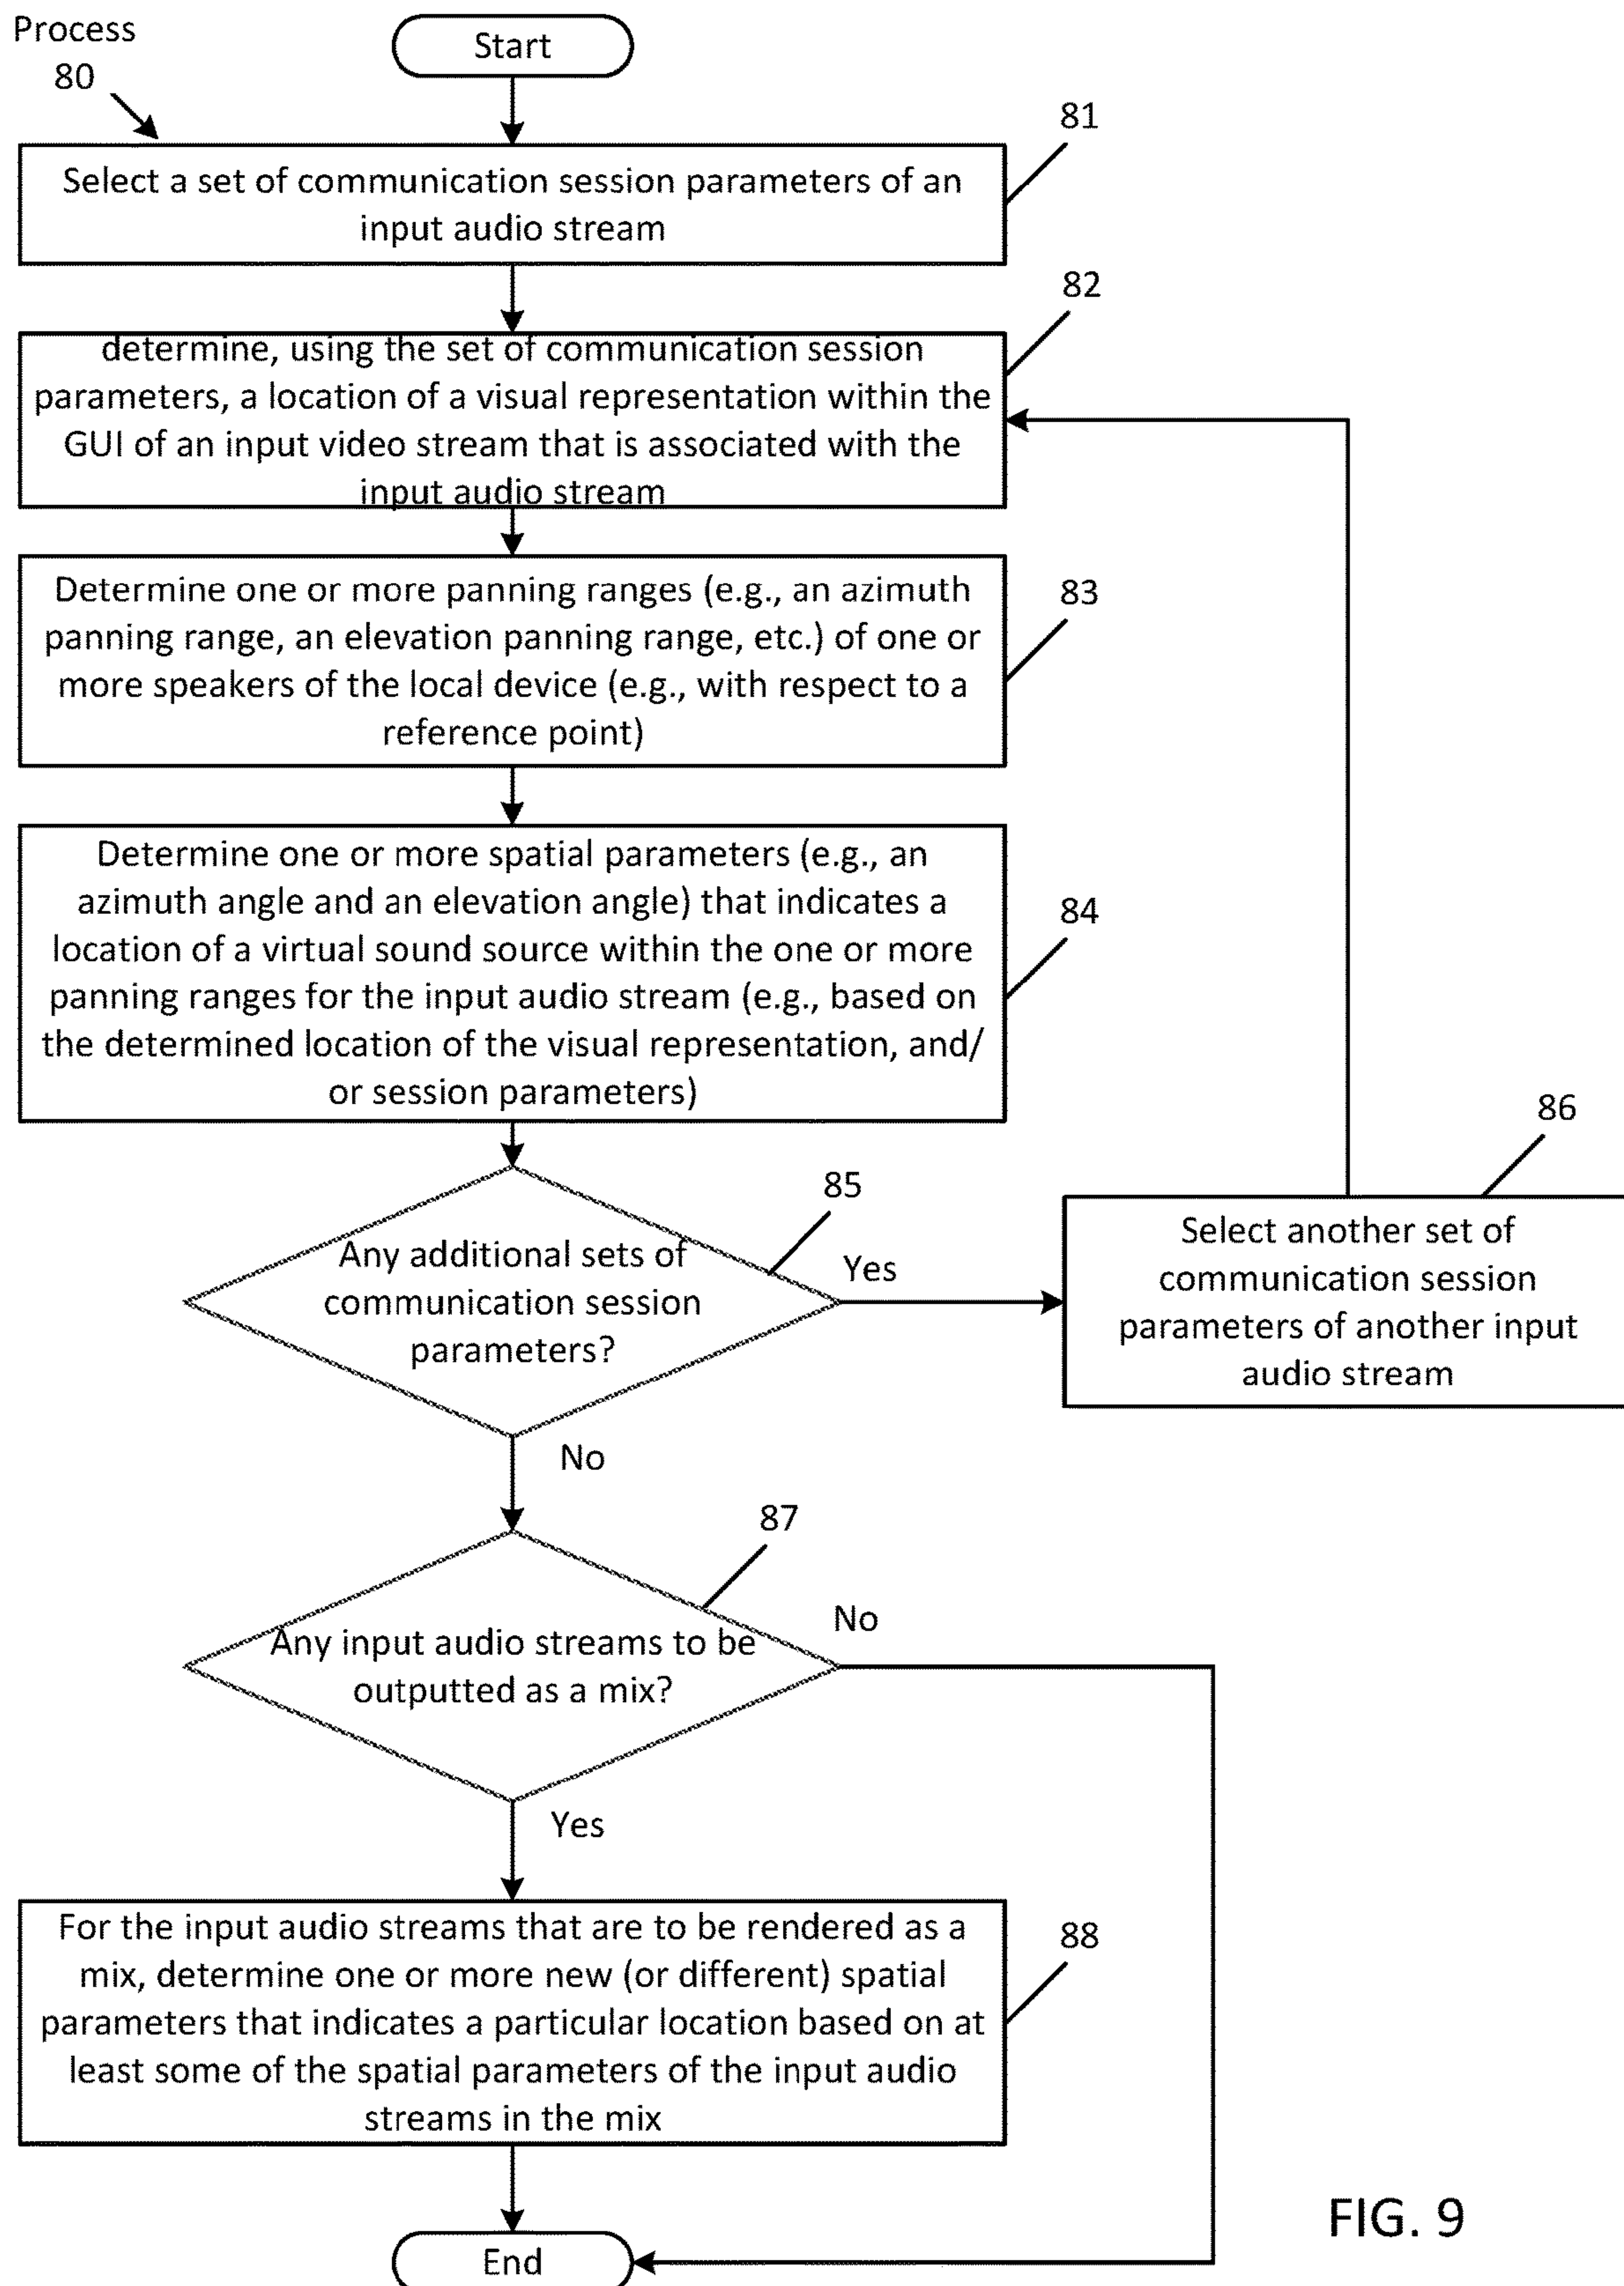 Process
80
Start
81
Select a set of communication session parameters of an
input audio stream
82
determine, using the set of communication session
parameters, a location of a visual representation within the
GUI of an input video stream that is associated with the
input audio stream
83
Determine one or more panning ranges (e.g., an azimuth
panning range, an elevation panning range, etc.) of one or
more speakers of the local device (e.g., with respect to a
reference point)
84
Determine one or more spatial parameters (e.g., an
azimuth angle and an elevation angle) that indicates a
location of a virtual sound source within the one or more
panning ranges for the input audio stream (e.g., based on
the determined location of the visual representation, and/
or session parameters)
85
Any additional sets of
communication session
parameters?
Yes
86
Select another set of
communication session
parameters of another input
audio stream
No
87
Any input audio streams to be
outputted as a mix?
No
Yes
88
For the input audio streams that are to be rendered as a
mix, determine one or more new (or different) spatial
parameters that indicates a particular location based on at
least some of the spatial parameters of the input audio
streams in the mix
End
FIG. 9